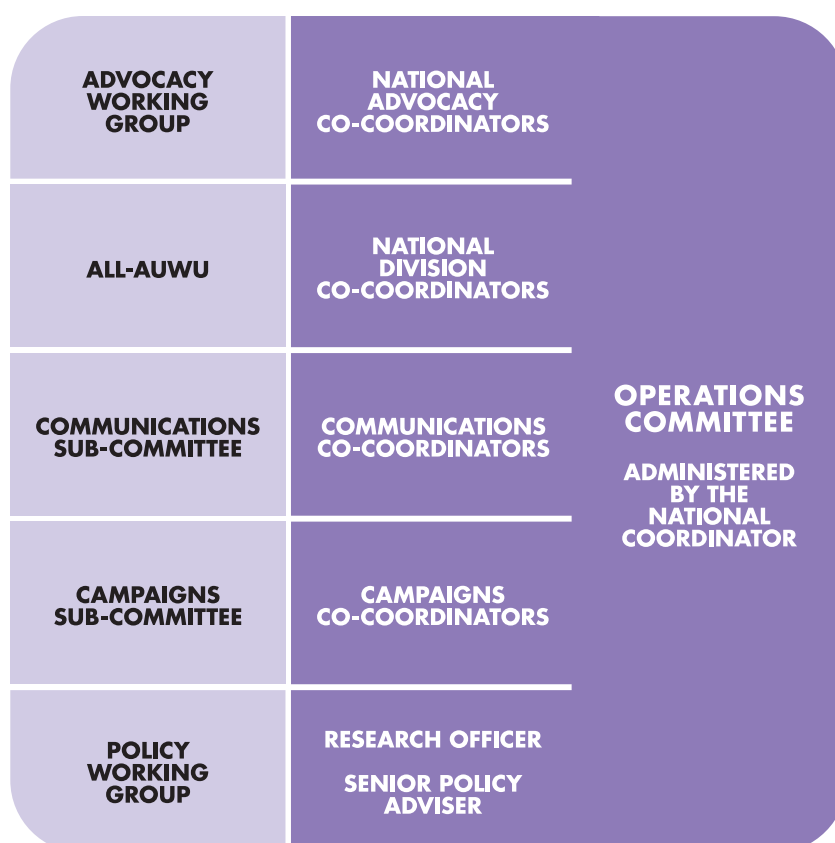 ADVOCACY
WORKING
GROUP
NATIONAL
ADVOCACY
CO-COORDINATORS
ALL-AUWU
NATIONAL
DIVISION
CO-COORDINATORS
COMMUNICATIONS
SUB-COMMITTEE
COMMUNICATIONS
CO-COORDINATORS
CAMPAIGNS
SUB-COMMITTEE
CAMPAIGNS
CO-COORDINATORS
POLICY
WORKING
GROUP
RESEARCH OFFICER
SENIOR POLICY
ADVISER
OPERATIONS
COMMITTEE
ADMINISTERED
BY THE
NATIONAL
COORDINATOR